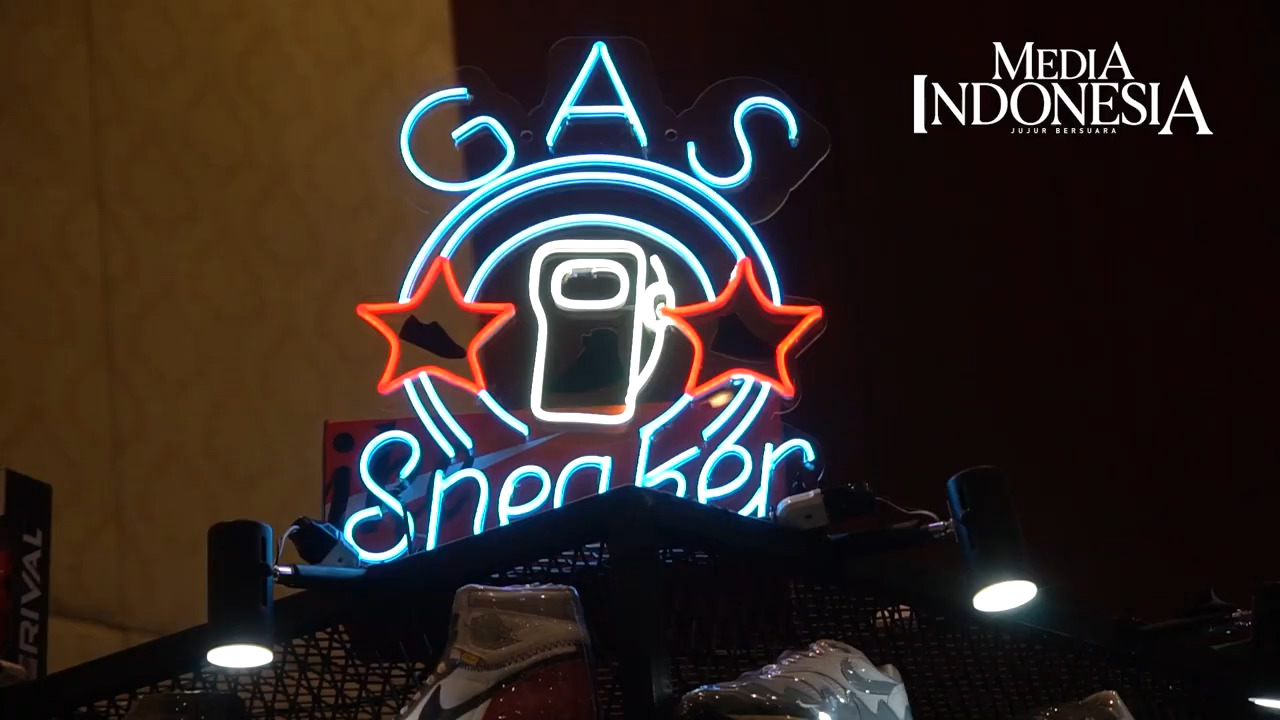 GAS
Sneaker
MEDIA
INDONESIA
JUJUR BERSUARA
RIVAL